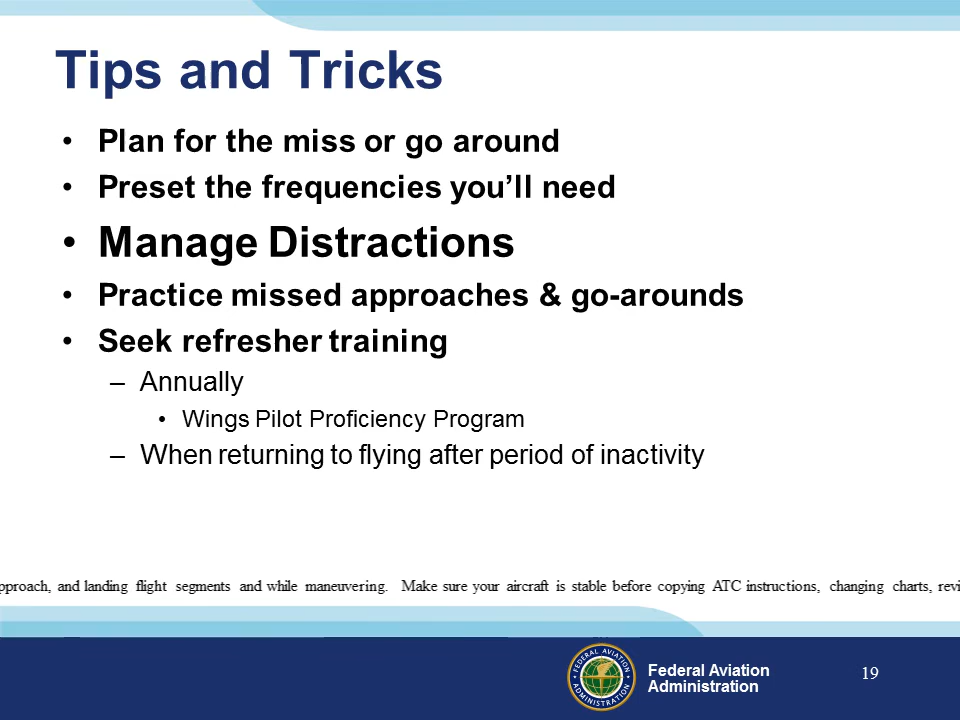 Tips and Tricks
• Plan for the miss or go around
• Preset the frequencies you’ll need
• Manage Distractions
• Practice missed approaches & go-arounds
• Seek refresher training
– Annually
• Wings Pilot Proficiency Program
– When returning to flying after period of inactivity
pproach, and landing flight segments and while maneuvering. Make sure your aircraft is stable before copying ATC instructions, changing charts, revi
FEDERAL AVIATION
ADMINISTRATION
Federal Aviation
Administration
19